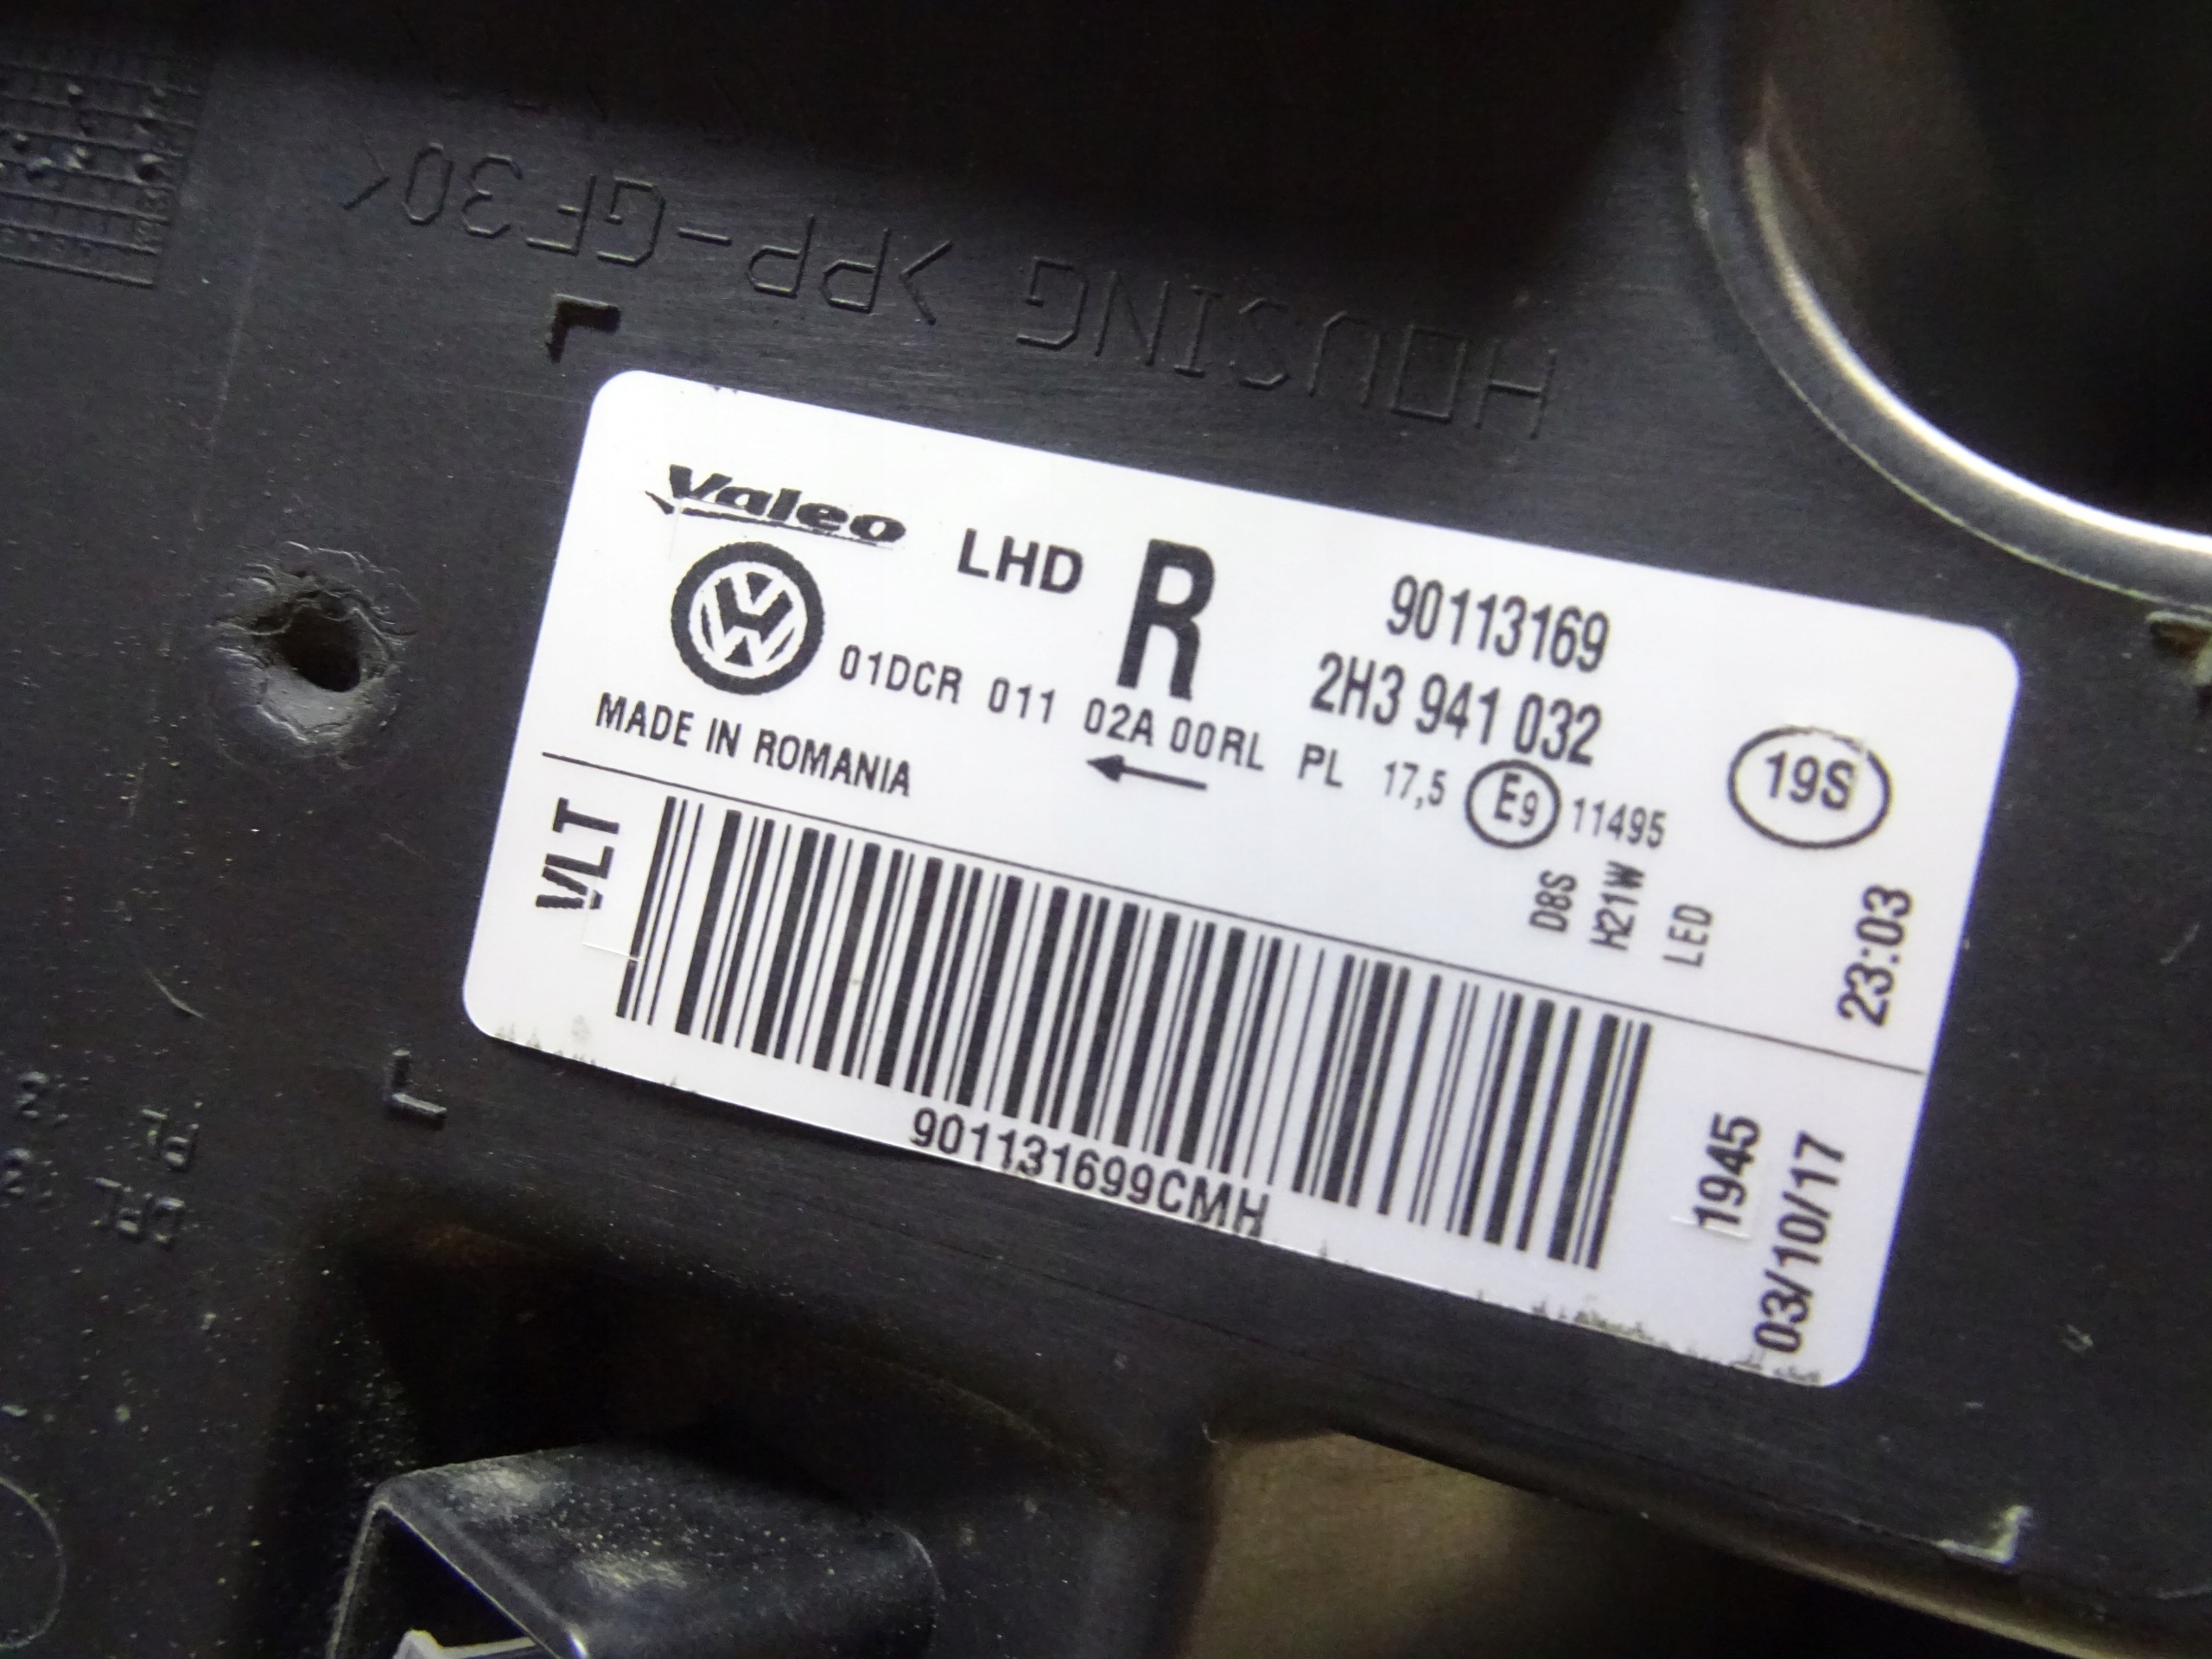 HOUSING >PP-GF30<
Valeo
LHD R
90113169
2H3 941 032
01DCR 011 02A 00RL PL 17,5 E9 11495
19S
MADE IN ROMANIA
D8S
H21W
LED
23:03
VLT
901131699CMH
1945
03/10/17